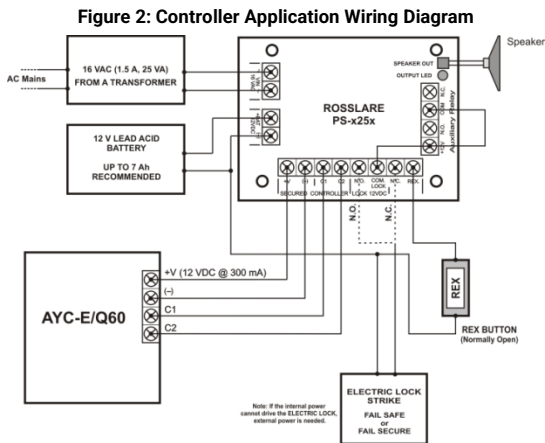 Figure 2: Controller Application Wiring Diagram
Speaker
SPEAKER OUT
OUTPUT LED
16 VAC (1.5 A, 25 VA)
FROM A TRANSFORMER
AC Mains
ROSSLARE
PS-x25x
N.C.
COM
N.O.
Auxiliary Relay
12 V LEAD ACID
BATTERY
UP TO 7 Ah
RECOMMENDED
+V
(-)
C1
C2
N.O.
COM.
LOCK
N.C.
REX.
SECURED CONTROLLER
LOCK 12VDC
N.O.
N.C.
+V (12 VDC @ 300 mA)
(-)
C1
C2
AYC-E/Q60
REX
REX BUTTON
(Normally Open)
ELECTRIC LOCK
STRIKE
FAIL SAFE
or
FAIL SECURE
Note: If the internal power
cannot drive the ELECTRIC LOCK,
external power is needed.